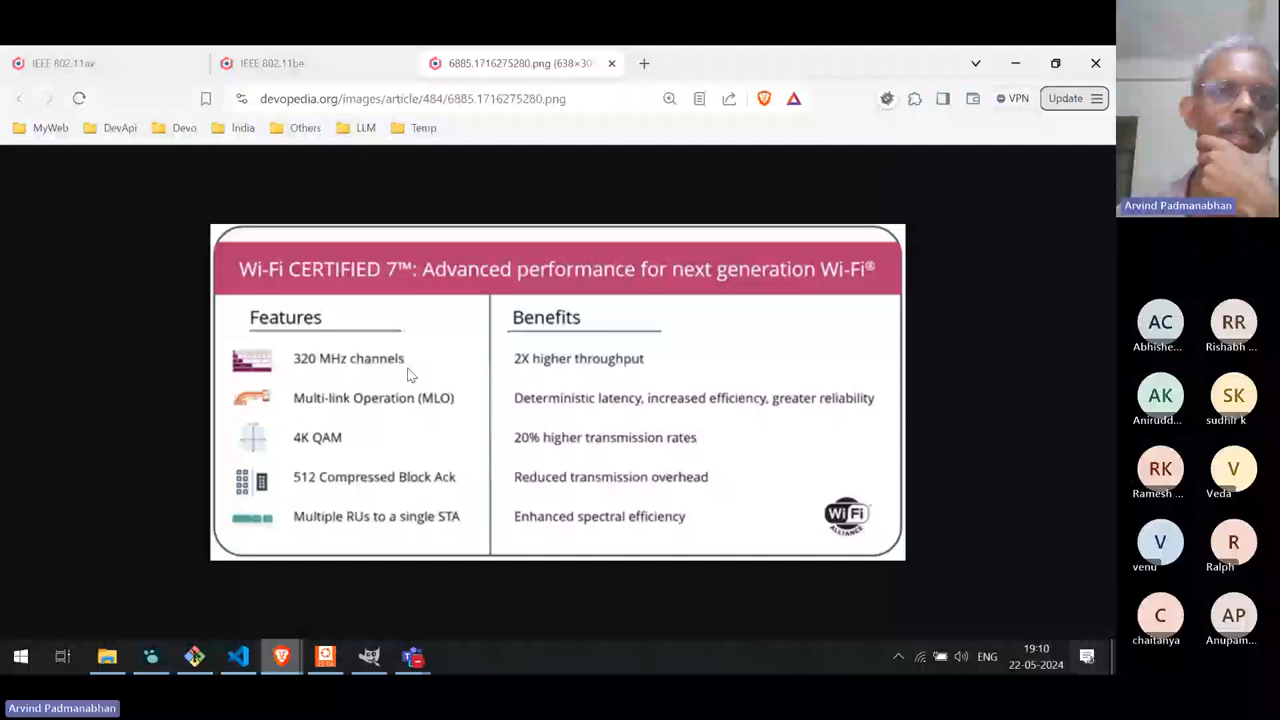 IEEE 802.11ax
IEEE 802.11be
6885.1716275280.png (638×30
devopedia.org/images/article/484/6885.1716275280.png
VPN
Update
MyWeb
DevApi
Devo
India
Others
LLM
Temp
Arvind Padmanabhan
Wi-Fi CERTIFIED 7™: Advanced performance for next generation Wi-Fi®
Features Benefits
320 MHz channels 2X higher throughput
Multi-link Operation (MLO) Deterministic latency, increased efficiency, greater reliability
4K QAM 20% higher transmission rates
512 Compressed Block Ack Reduced transmission overhead
Multiple RUs to a single STA Enhanced spectral efficiency
Wi Fi
ALLIANCE
AC RR
Abhishe... Rishabh ...
AK SK
Anirudd... sudhir k
RK V
Ramesh ... Veda
V R
venu Ralph
C AP
chaitanya Anupam...
22.04
ENG
19:10
22-05-2024
Arvind Padmanabhan